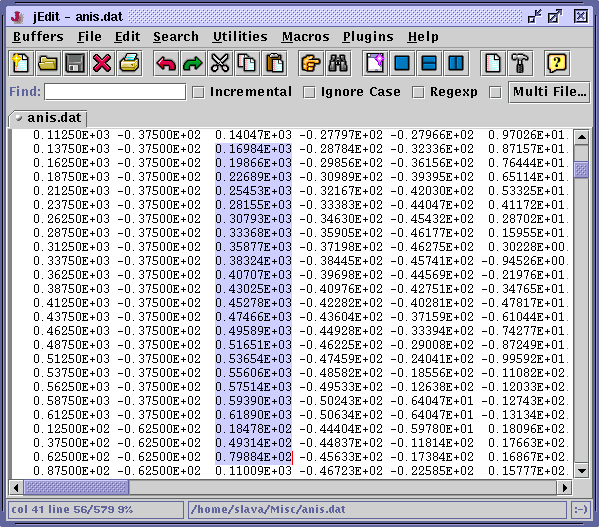 jEdit - anis.dat
Buffers File Edit Search Utilities Macros Plugins Help
Find: Incremental Ignore Case Regexp Multi File...
anis.dat
0.11250E+03 -0.37500E+02 0.14047E+03 -0.27797E+02 -0.27966E+02 0.97026E+01
0.13750E+03 -0.37500E+02 0.16984E+03 -0.28784E+02 -0.32336E+02 0.87157E+01
0.16250E+03 -0.37500E+02 0.19866E+03 -0.29856E+02 -0.36156E+02 0.76444E+01
0.18750E+03 -0.37500E+02 0.22689E+03 -0.30989E+02 -0.39395E+02 0.65114E+01
0.21250E+03 -0.37500E+02 0.25453E+03 -0.32167E+02 -0.42030E+02 0.53325E+01
0.23750E+03 -0.37500E+02 0.28155E+03 -0.33383E+02 -0.44047E+02 0.41172E+01
0.26250E+03 -0.37500E+02 0.30793E+03 -0.34630E+02 -0.45432E+02 0.28702E+01
0.28750E+03 -0.37500E+02 0.33368E+03 -0.35905E+02 -0.46177E+02 0.15955E+01
0.31250E+03 -0.37500E+02 0.35877E+03 -0.37198E+02 -0.46275E+02 0.30228E+00
0.33750E+03 -0.37500E+02 0.38324E+03 -0.38445E+02 -0.45741E+02 -0.94526E+00
0.36250E+03 -0.37500E+02 0.40707E+03 -0.39698E+02 -0.44569E+02 -0.21976E+01
0.38750E+03 -0.37500E+02 0.43025E+03 -0.40976E+02 -0.42751E+02 -0.34765E+01
0.41250E+03 -0.37500E+02 0.45278E+03 -0.42282E+02 -0.40281E+02 -0.47817E+01
0.43750E+03 -0.37500E+02 0.47466E+03 -0.43604E+02 -0.37159E+02 -0.61044E+01
0.46250E+03 -0.37500E+02 0.49589E+03 -0.44928E+02 -0.33394E+02 -0.74277E+01
0.48750E+03 -0.37500E+02 0.51651E+03 -0.46225E+02 -0.29008E+02 -0.87249E+01
0.51250E+03 -0.37500E+02 0.53654E+03 -0.47459E+02 -0.24041E+02 -0.99592E+01
0.53750E+03 -0.37500E+02 0.55606E+03 -0.48582E+02 -0.18556E+02 -0.11082E+02
0.56250E+03 -0.37500E+02 0.57514E+03 -0.49533E+02 -0.12638E+02 -0.12033E+02
0.58750E+03 -0.37500E+02 0.59390E+03 -0.50243E+02 -0.64047E+01 -0.12743E+02
0.61250E+03 -0.37500E+02 0.61890E+03 -0.50634E+02 -0.64047E+01 -0.13134E+02
0.12500E+02 -0.62500E+02 0.18478E+02 -0.44404E+02 -0.59780E+01 0.18096E+02
0.37500E+02 -0.62500E+02 0.49314E+02 -0.44837E+02 -0.11814E+02 0.17663E+02
0.62500E+02 -0.62500E+02 0.79884E+02 -0.45633E+02 -0.17384E+02 0.16867E+02
0.87500E+02 -0.62500E+02 0.11009E+03 -0.46723E+02 -0.22585E+02 0.15777E+02
col 41 line 56/579 9% /home/slava/Misc/anis.dat :-)